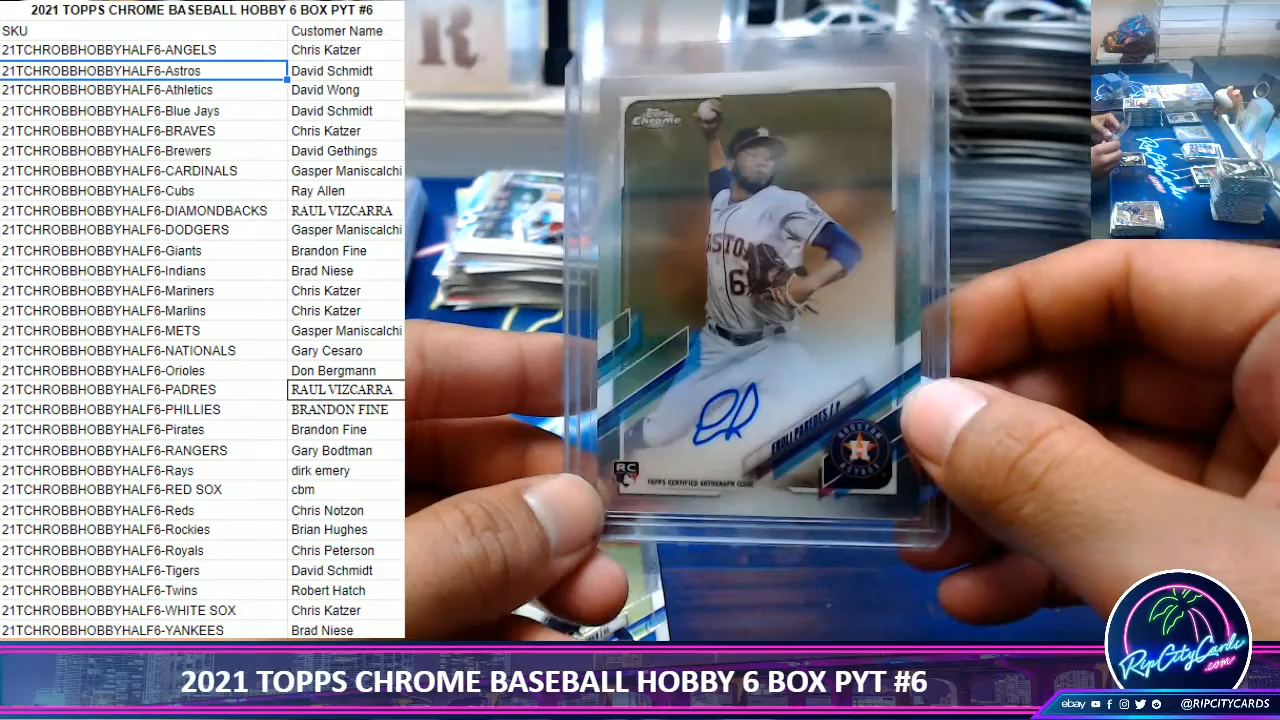 2021 TOPPS CHROME BASEBALL HOBBY 6 BOX PYT #6
SKU Customer Name
21TCHROBBHOBBYHALF6-ANGELS Chris Katzer
21TCHROBBHOBBYHALF6-Astros David Schmidt
21TCHROBBHOBBYHALF6-Athletics David Wong
21TCHROBBHOBBYHALF6-Blue Jays David Schmidt
21TCHROBBHOBBYHALF6-BRAVES Chris Katzer
21TCHROBBHOBBYHALF6-Brewers David Gethings
21TCHROBBHOBBYHALF6-CARDINALS Gasper Maniscalchi
21TCHROBBHOBBYHALF6-Cubs Ray Allen
21TCHROBBHOBBYHALF6-DIAMONDBACKS RAUL VIZCARRA
21TCHROBBHOBBYHALF6-DODGERS Gasper Maniscalchi
21TCHROBBHOBBYHALF6-Giants Brandon Fine
21TCHROBBHOBBYHALF6-Indians Brad Niese
21TCHROBBHOBBYHALF6-Mariners Chris Katzer
21TCHROBBHOBBYHALF6-Marlins Chris Katzer
21TCHROBBHOBBYHALF6-METS Gasper Maniscalchi
21TCHROBBHOBBYHALF6-NATIONALS Gary Cesaro
21TCHROBBHOBBYHALF6-Orioles Don Bergmann
21TCHROBBHOBBYHALF6-PADRES RAUL VIZCARRA
21TCHROBBHOBBYHALF6-PHILLIES BRANDON FINE
21TCHROBBHOBBYHALF6-Pirates Brandon Fine
21TCHROBBHOBBYHALF6-RANGERS Gary Bodtman
21TCHROBBHOBBYHALF6-Rays dirk emery
21TCHROBBHOBBYHALF6-RED SOX cbm
21TCHROBBHOBBYHALF6-Reds Chris Notzon
21TCHROBBHOBBYHALF6-Rockies Brian Hughes
21TCHROBBHOBBYHALF6-Royals Chris Peterson
21TCHROBBHOBBYHALF6-Tigers David Schmidt
21TCHROBBHOBBYHALF6-Twins Robert Hatch
21TCHROBBHOBBYHALF6-WHITE SOX Chris Katzer
21TCHROBBHOBBYHALF6-YANKEES Brad Niese
Topps
Chrome
ENOLI PAREDES
HOUSTON
ASTROS
RC
TOPPS CERTIFIED AUTOGRAPH ISSUE
RipCityCards
RipCityCards
.com
2021 TOPPS CHROME BASEBALL HOBBY 6 BOX PYT #6
ebay @RIPCITYCARDS